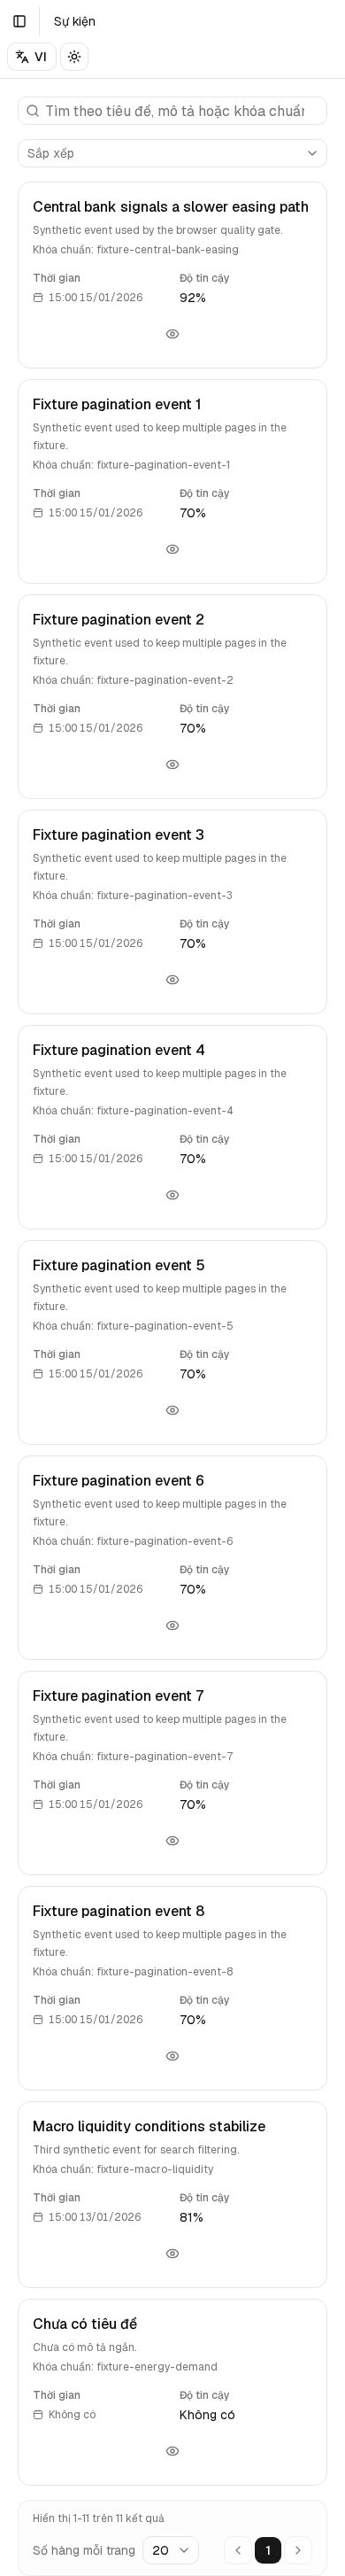 Sự kiện
VI
Tìm theo tiêu đề, mô tả hoặc khóa chuẩn
Sắp xếp
Central bank signals a slower easing path
Synthetic event used by the browser quality gate.
Khóa chuẩn: fixture-central-bank-easing
Thời gian
Độ tin cậy
15:00 15/01/2026
92%
Fixture pagination event 1
Synthetic event used to keep multiple pages in the
fixture.
Khóa chuẩn: fixture-pagination-event-1
Thời gian
Độ tin cậy
15:00 15/01/2026
70%
Fixture pagination event 2
Synthetic event used to keep multiple pages in the
fixture.
Khóa chuẩn: fixture-pagination-event-2
Thời gian
Độ tin cậy
15:00 15/01/2026
70%
Fixture pagination event 3
Synthetic event used to keep multiple pages in the
fixture.
Khóa chuẩn: fixture-pagination-event-3
Thời gian
Độ tin cậy
15:00 15/01/2026
70%
Fixture pagination event 4
Synthetic event used to keep multiple pages in the
fixture.
Khóa chuẩn: fixture-pagination-event-4
Thời gian
Độ tin cậy
15:00 15/01/2026
70%
Fixture pagination event 5
Synthetic event used to keep multiple pages in the
fixture.
Khóa chuẩn: fixture-pagination-event-5
Thời gian
Độ tin cậy
15:00 15/01/2026
70%
Fixture pagination event 6
Synthetic event used to keep multiple pages in the
fixture.
Khóa chuẩn: fixture-pagination-event-6
Thời gian
Độ tin cậy
15:00 15/01/2026
70%
Fixture pagination event 7
Synthetic event used to keep multiple pages in the
fixture.
Khóa chuẩn: fixture-pagination-event-7
Thời gian
Độ tin cậy
15:00 15/01/2026
70%
Fixture pagination event 8
Synthetic event used to keep multiple pages in the
fixture.
Khóa chuẩn: fixture-pagination-event-8
Thời gian
Độ tin cậy
15:00 15/01/2026
70%
Macro liquidity conditions stabilize
Third synthetic event for search filtering.
Khóa chuẩn: fixture-macro-liquidity
Thời gian
Độ tin cậy
15:00 13/01/2026
81%
Chưa có tiêu đề
Chưa có mô tả ngắn.
Khóa chuẩn: fixture-energy-demand
Thời gian
Độ tin cậy
Không có
Không có
Hiển thị 1-11 trên 11 kết quả
Số hàng mỗi trang
20
1